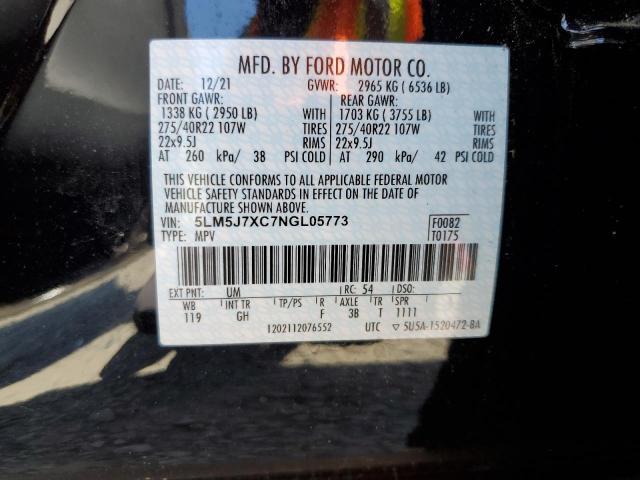 MFD. BY FORD MOTOR CO.
DATE: 12/21 GVWR: 2965 KG ( 6536 LB)
FRONT GAWR: REAR GAWR:
1338 KG ( 2950 LB) 1703 KG ( 3755 LB) WITH
275/40R22 107W TIRES 275/40R22 107W TIRES
22x9.5J RIMS 22x9.5J RIMS
AT 260 kPa/ 38 PSI COLD AT 290 kPa/ 42 PSI COLD
THIS VEHICLE CONFORMS TO ALL APPLICABLE FEDERAL MOTOR
VEHICLE SAFETY STANDARDS IN EFFECT ON THE DATE OF
MANUFACTURE SHOWN ABOVE.
VIN: 5LM5J7XC7NGL05773 F0082
TYPE: MPV T0175
EXT PNT: UM RC: 54 DSO:
WB INT TR TP/PS R AXLE TR SPR
119 GH F 3B T 1111
1202112076552 UTC ▽ 5U5A-1520472-BA